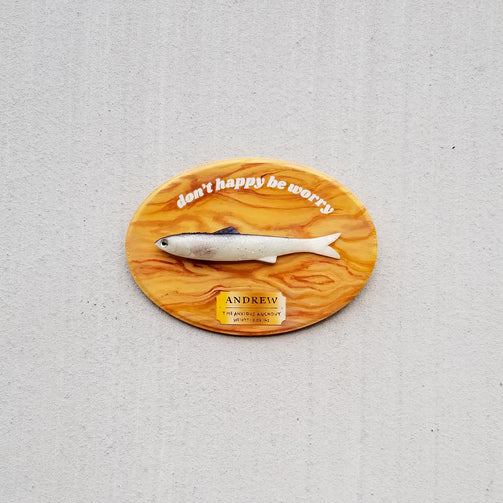 don't happy be worry
ANDREW
THE ANXIOUS ANCHOVY